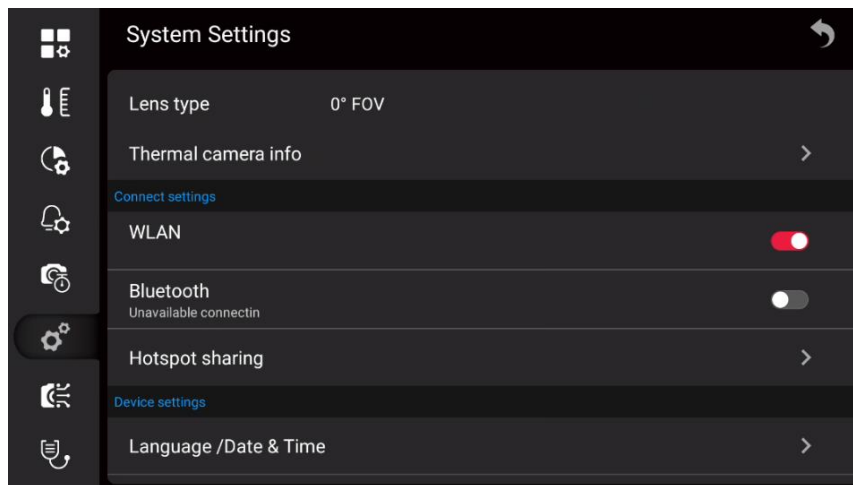 System Settings
Lens type 0° FOV
Thermal camera info
Connect settings
WLAN
Bluetooth
Unavailable connectin
Hotspot sharing
Device settings
Language /Date & Time